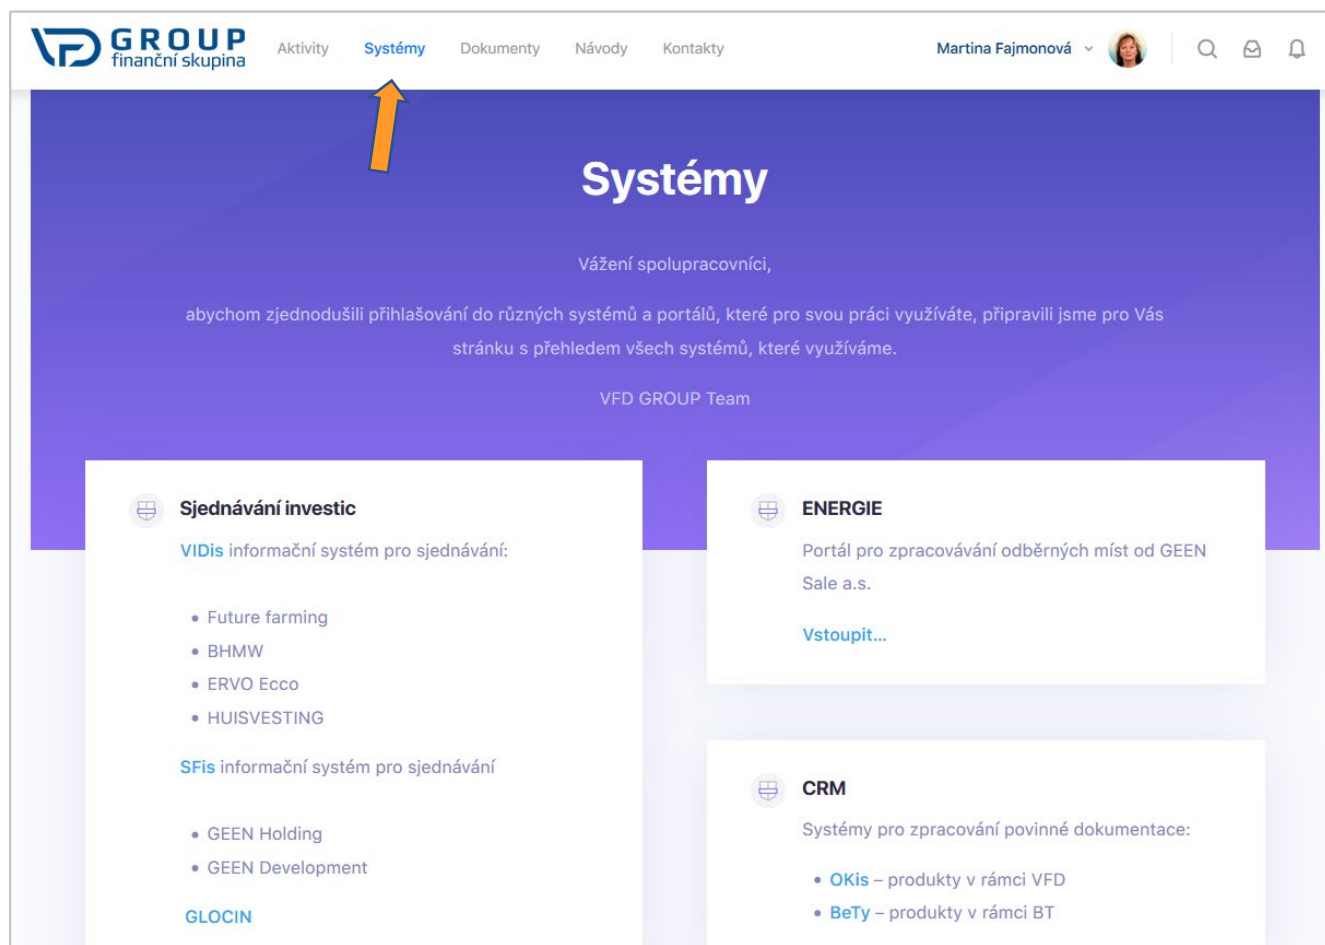 GROUP
finanční skupina
Aktivity
Systémy
Dokumenty
Návody
Kontakty
Martina Fajmonová
Systémy
Vážení spolupracovníci,
abychom zjednodušili přihlašování do různých systémů a portálů, které pro svou práci využíváte, připravili jsme pro Vás
stránku s přehledem všech systémů, které využíváme.
VFD GROUP Team
Sjednávání investic
VIDis informační systém pro sjednávání:
• Future farming
• BHMW
• ERVO Ecco
• HUISVESTING
SFis informační systém pro sjednávání
• GEEN Holding
• GEEN Development
GLOCIN
ENERGIE
Portál pro zpracovávání odběrných míst od GEEN
Sale a.s.
Vstoupit...
CRM
Systémy pro zpracování povinné dokumentace:
• OKis – produkty v rámci VFD
• BeTy – produkty v rámci BT